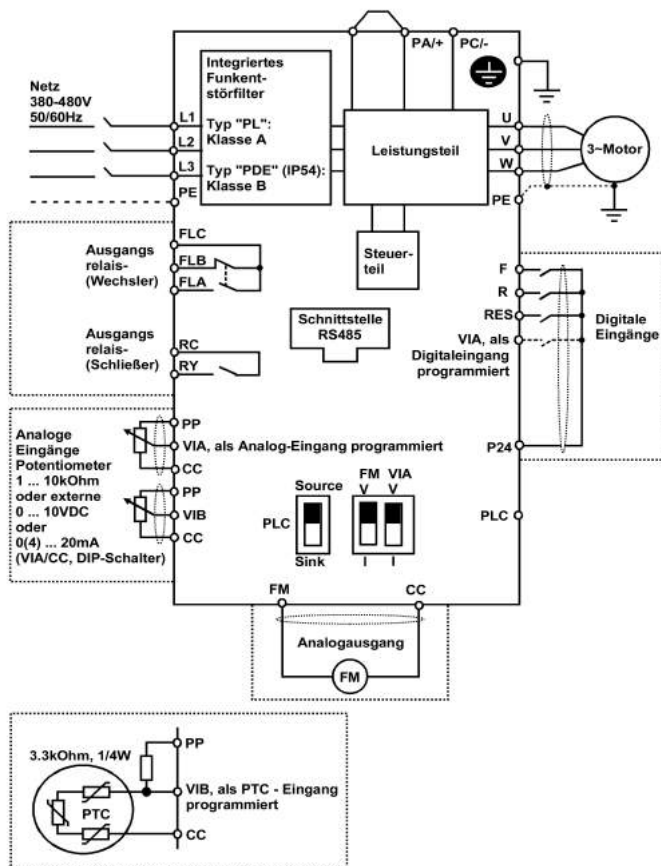 PA/+
PC/-
Netz
380-480V
50/60Hz
Integriertes
Funkent-
störfilter
Typ "PL":
Klasse A
Typ "PDE" (IP54):
Klasse B
L1
L2
L3
PE
Leistungsteil
U
V
W
PE
3~Motor
Steuer-
teil
Ausgangs
relais-
(Wechsler)
FLC
FLB
FLA
Ausgangs
relais-
(Schließer)
RC
RY
Schnittstelle
RS485
F
R
RES
VIA, als
Digitaleingang
programmiert
P24
PLC
Digitale
Eingänge
Analoge
Eingänge
Potentiometer
1 ... 10kOhm
oder externe
0 ... 10VDC
oder
0(4) ... 20mA
(VIA/CC, DIP-Schalter)
PP
VIA, als Analog-Eingang programmiert
CC
PP
VIB
CC
Source
PLC
Sink
FM VIA
V V
I I
FM
CC
Analogausgang
FM
3.3kOhm, 1/4W
PTC
PP
VIB, als PTC - Eingang
programmiert
CC